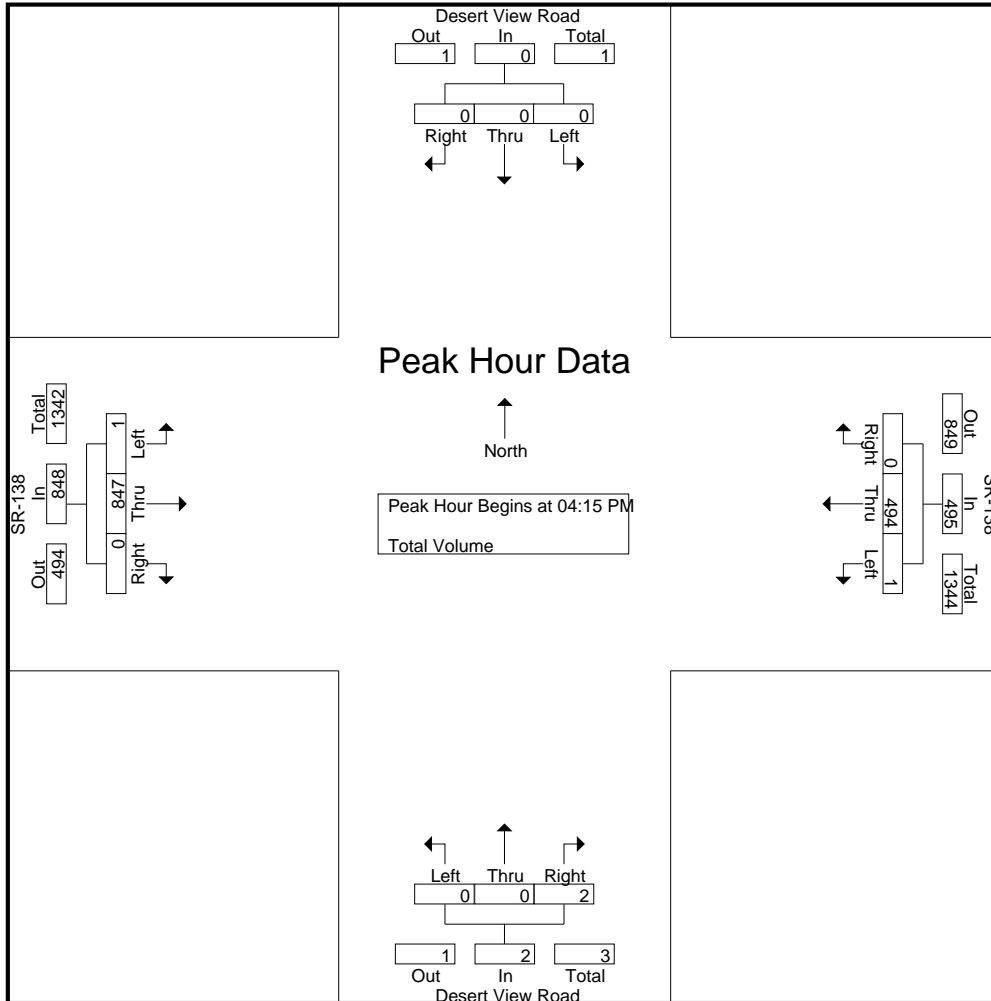 Desert View Road
Out In Total
1 0 1
0 0 0
Right Thru Left
Peak Hour Data
North
Peak Hour Begins at 04:15 PM
Total Volume
SR-138
Total In Out
1342 848 494
1 847 0
Left Thru Right
SR-138
Out In Total
849 495 1344
0 494 1
Right Thru Left
Left Thru Right
0 0 2
1 2 3
Out In Total
Desert View Road